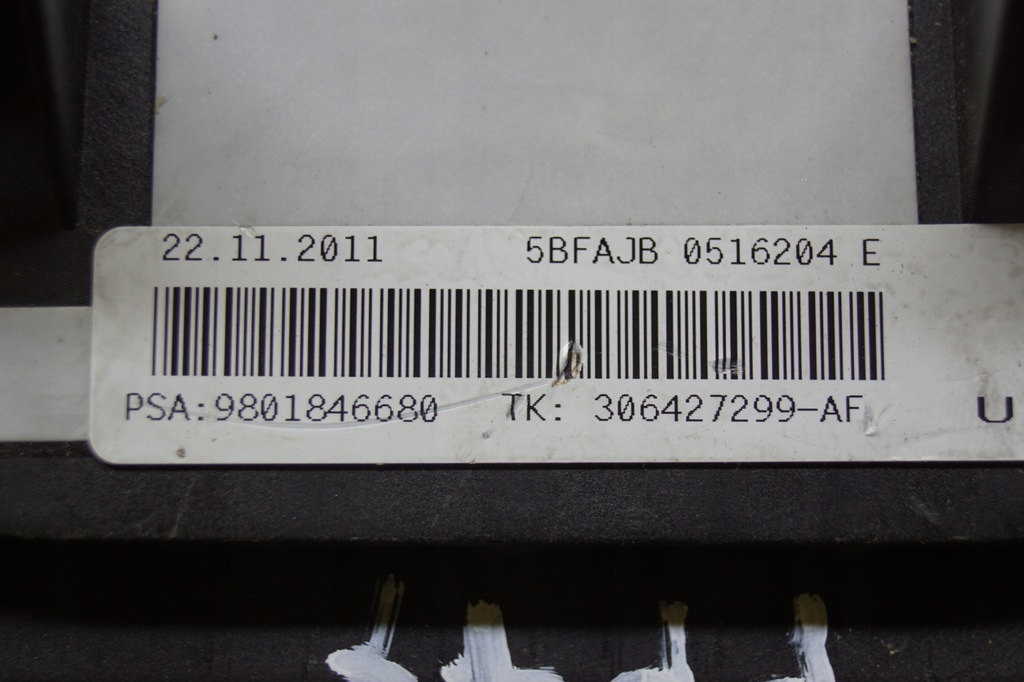 22.11.2011 5BFAJB 0516204 E
PSA:9801846680 TK: 306427299-AF U